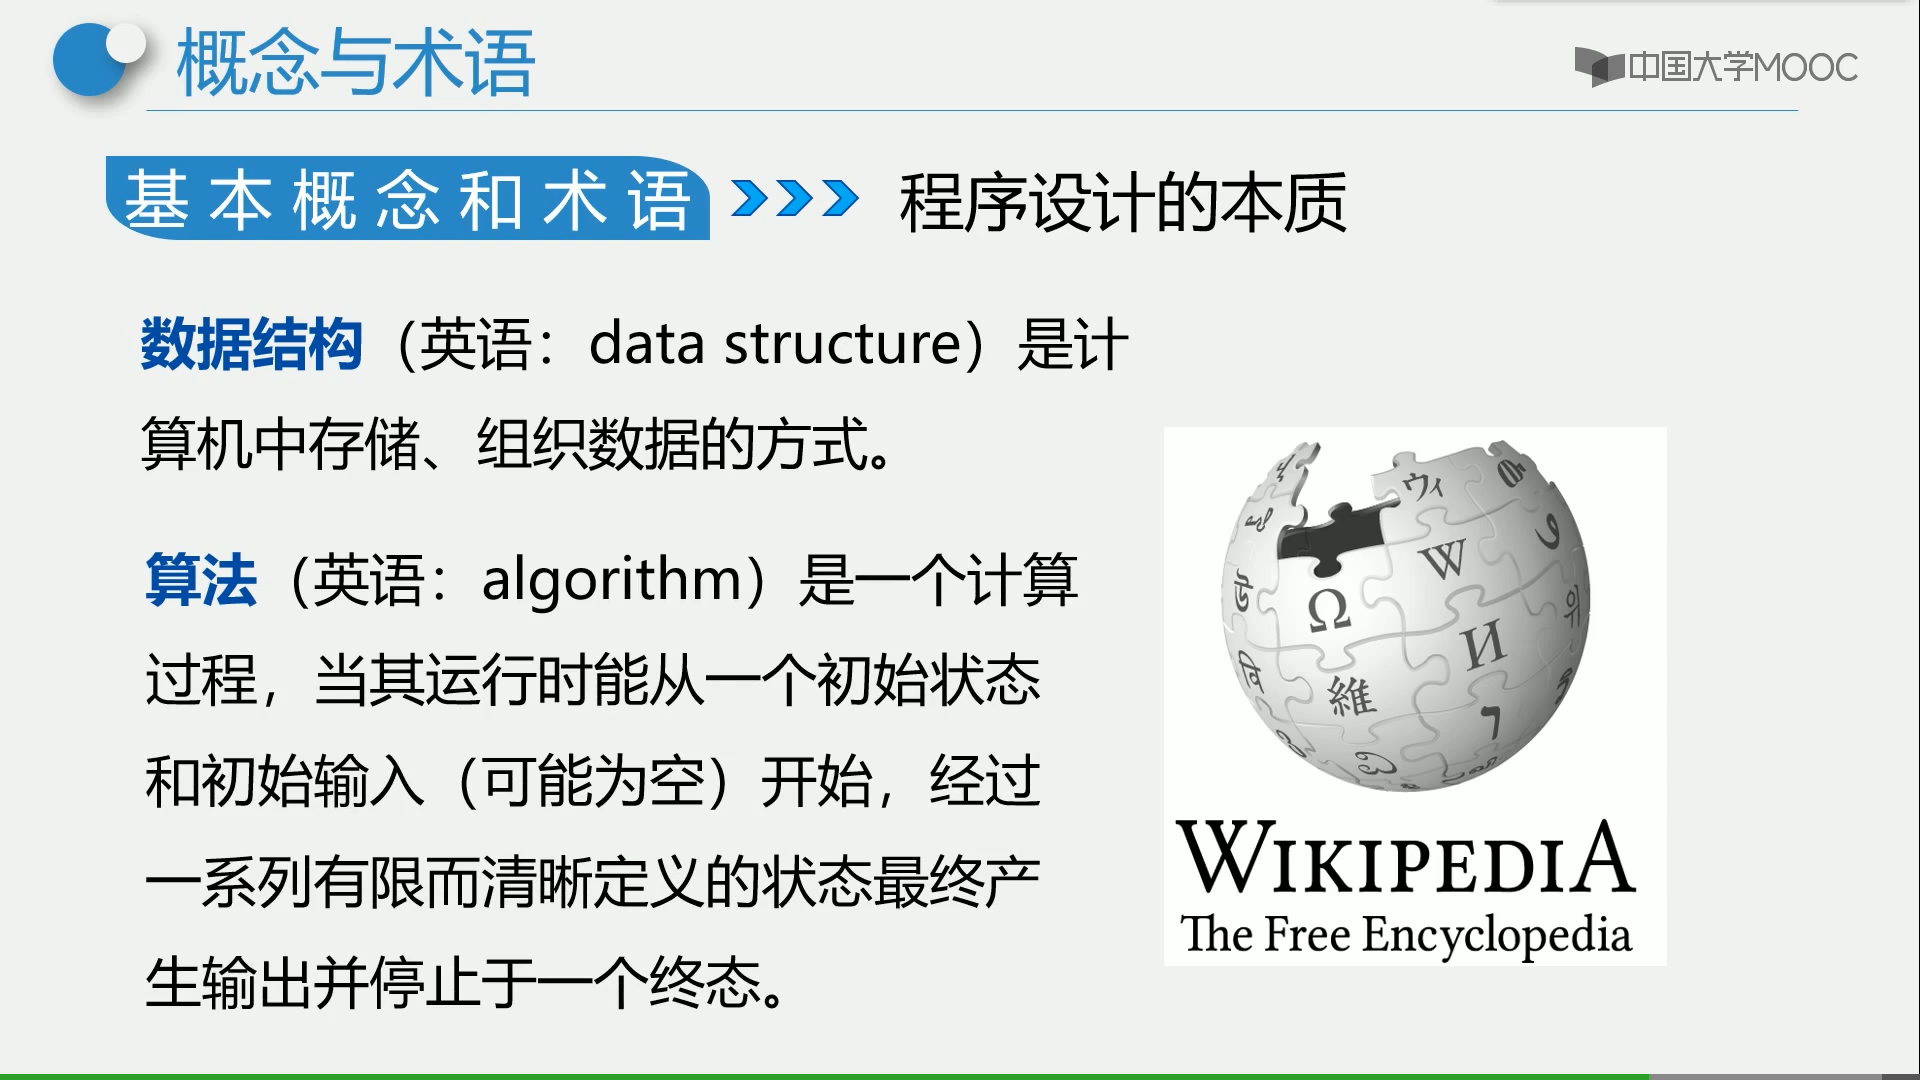 概念与术语
中国大学MOOC
基本概念和术语
程序设计的本质
数据结构（英语：data structure）是计
算机中存储、组织数据的方式。
算法（英语：algorithm）是一个计算
过程，当其运行时能从一个初始状态
和初始输入（可能为空）开始，经过
一系列有限而清晰定义的状态最终产
生输出并停止于一个终态。
ウィ
W
Ω
И
維
WIKIPEDIA
The Free Encyclopedia